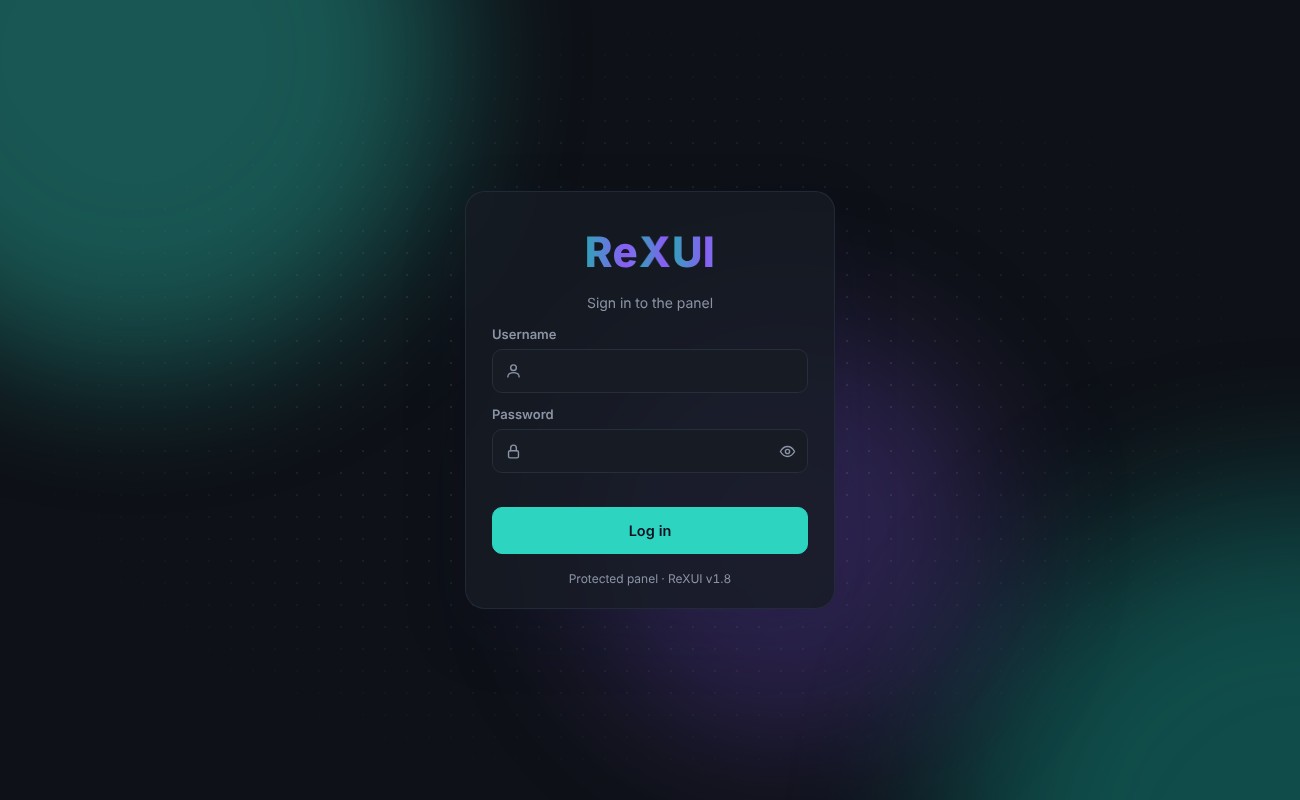 ReXUI
Sign in to the panel
Username
Password
Log in
Protected panel · ReXUI v1.8